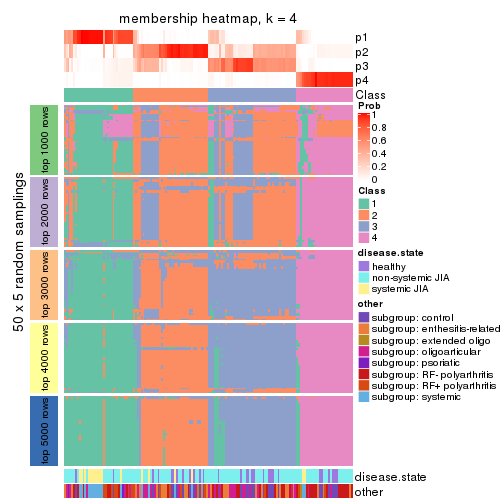 membership heatmap, k = 4
p1
p2
p3
p4
Class
50 x 5 random samplings
top 1000 rows
top 2000 rows
top 3000 rows
top 4000 rows
top 5000 rows
Prob
1
0.8
0.6
0.4
0.2
0
Class
1
2
3
4
disease.state
healthy
non-systemic JIA
systemic JIA
other
subgroup: control
subgroup: enthesitis-related
subgroup: extended oligo
subgroup: oligoarticular
subgroup: psoriatic
subgroup: RF- polyarthritis
subgroup: RF+ polyarthritis
subgroup: systemic
disease.state
other